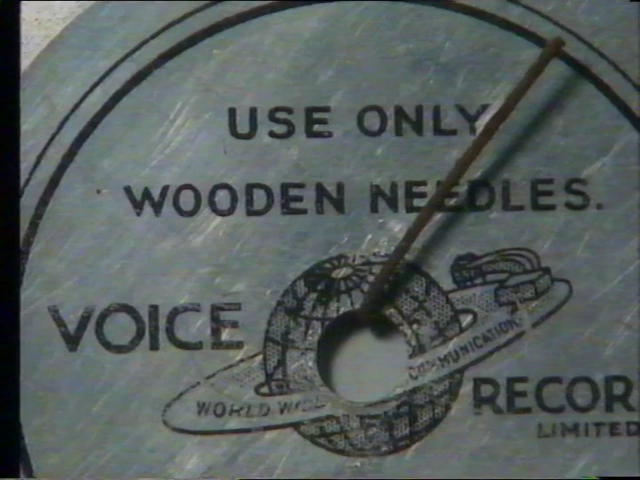 USE ONLY
WOODEN NEEDLES.
VOICE
WORLD WIDE
COMMUNICATION
RECOR
LIMITED